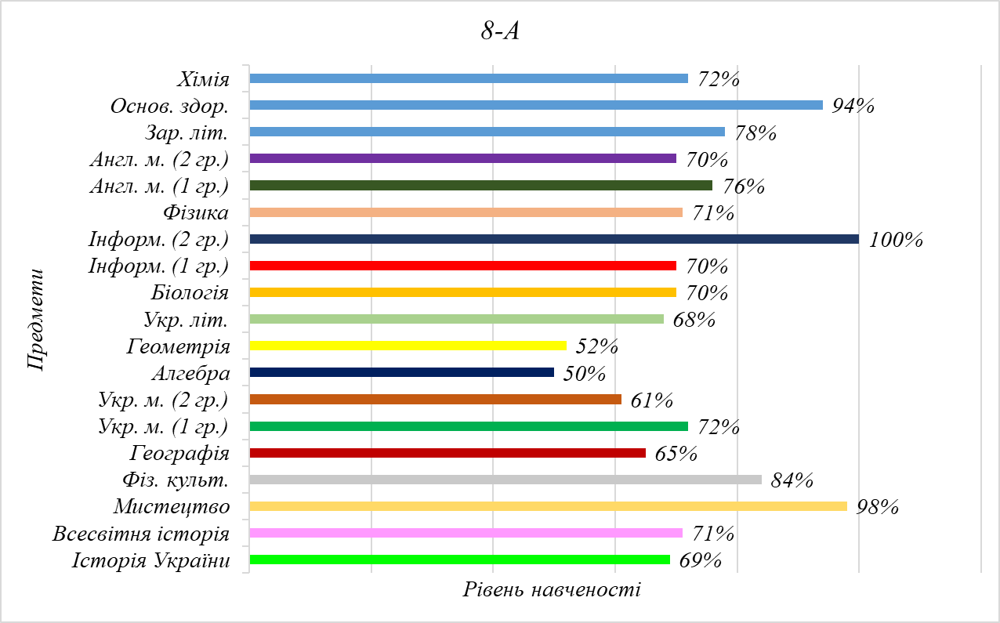 8-А
Хімія 72%
Основ. здор. 94%
Зар. літ. 78%
Англ. м. (2 гр.) 70%
Англ. м. (1 гр.) 76%
Фізика 71%
Інформ. (2 гр.) 100%
Інформ. (1 гр.) 70%
Біологія 70%
Укр. літ. 68%
Геометрія 52%
Алгебра 50%
Укр. м. (2 гр.) 61%
Укр. м. (1 гр.) 72%
Географія 65%
Фіз. культ. 84%
Мистецтво 98%
Всесвітня історія 71%
Історія України 69%
Предмети
Рівень навченості